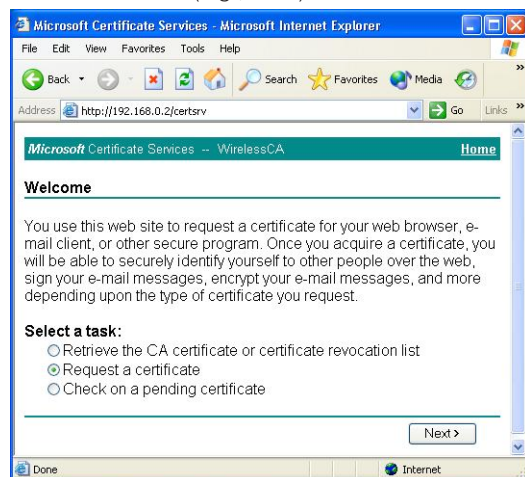 Microsoft Certificate Services - Microsoft Internet Explorer
File Edit View Favorites Tools Help
Back Search Favorites Media »
Address http://192.168.0.2/certsrv Go Links »
Microsoft Certificate Services -- WirelessCA Home
Welcome
You use this web site to request a certificate for your web browser, e-
mail client, or other secure program. Once you acquire a certificate, you
will be able to securely identify yourself to other people over the web,
sign your e-mail messages, encrypt your e-mail messages, and more
depending upon the type of certificate you request.
Select a task:
Retrieve the CA certificate or certificate revocation list
Request a certificate
Check on a pending certificate
Next >
Done Internet